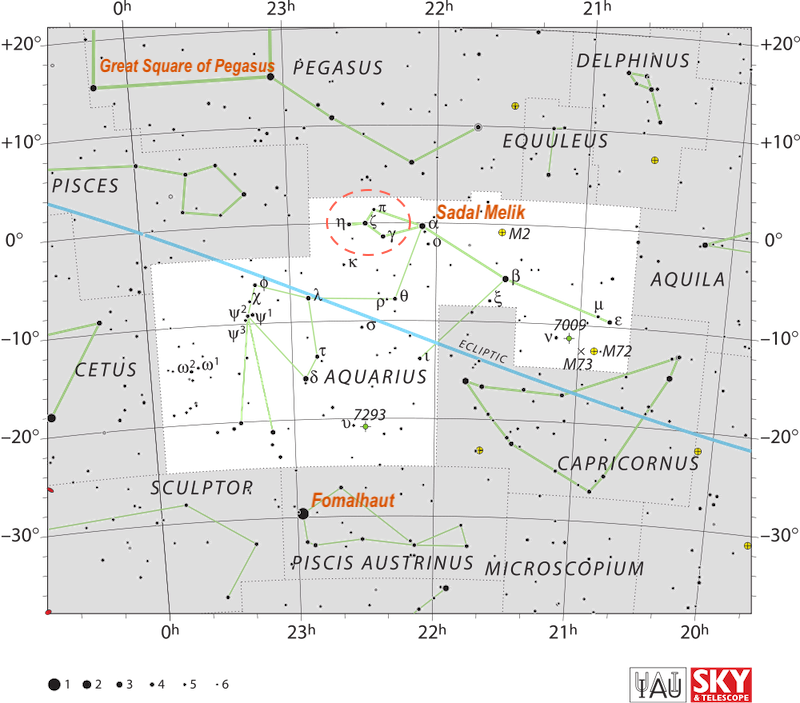 0h 23h 22h 21h
+20° +20°
Great Square of Pegasus
PEGASUS
DELPHINUS
+10° +10°
EQUULEUS
PISCES
π
η ζ
γ
Sadal Melik
α
ο
M2
0° 0°
κ
AQUILA
φ
χ
λ
ρ θ
β
ξ
ψ² ψ¹
ψ³
σ
μ
ε
7009
ν
M73
M72
-10° -10°
ECLIPTIC
CETUS
ω² ω¹
τ
δ
ι
AQUARIUS
υ 7293
-20° -20°
CAPRICORNUS
SCULPTOR
Fomalhaut
-30° -30°
PISCIS AUSTRINUS
MICROSCOPIUM
0h 23h 22h 21h 20h
1 2 3 4 5 6
IAU
SKY
& TELESCOPE